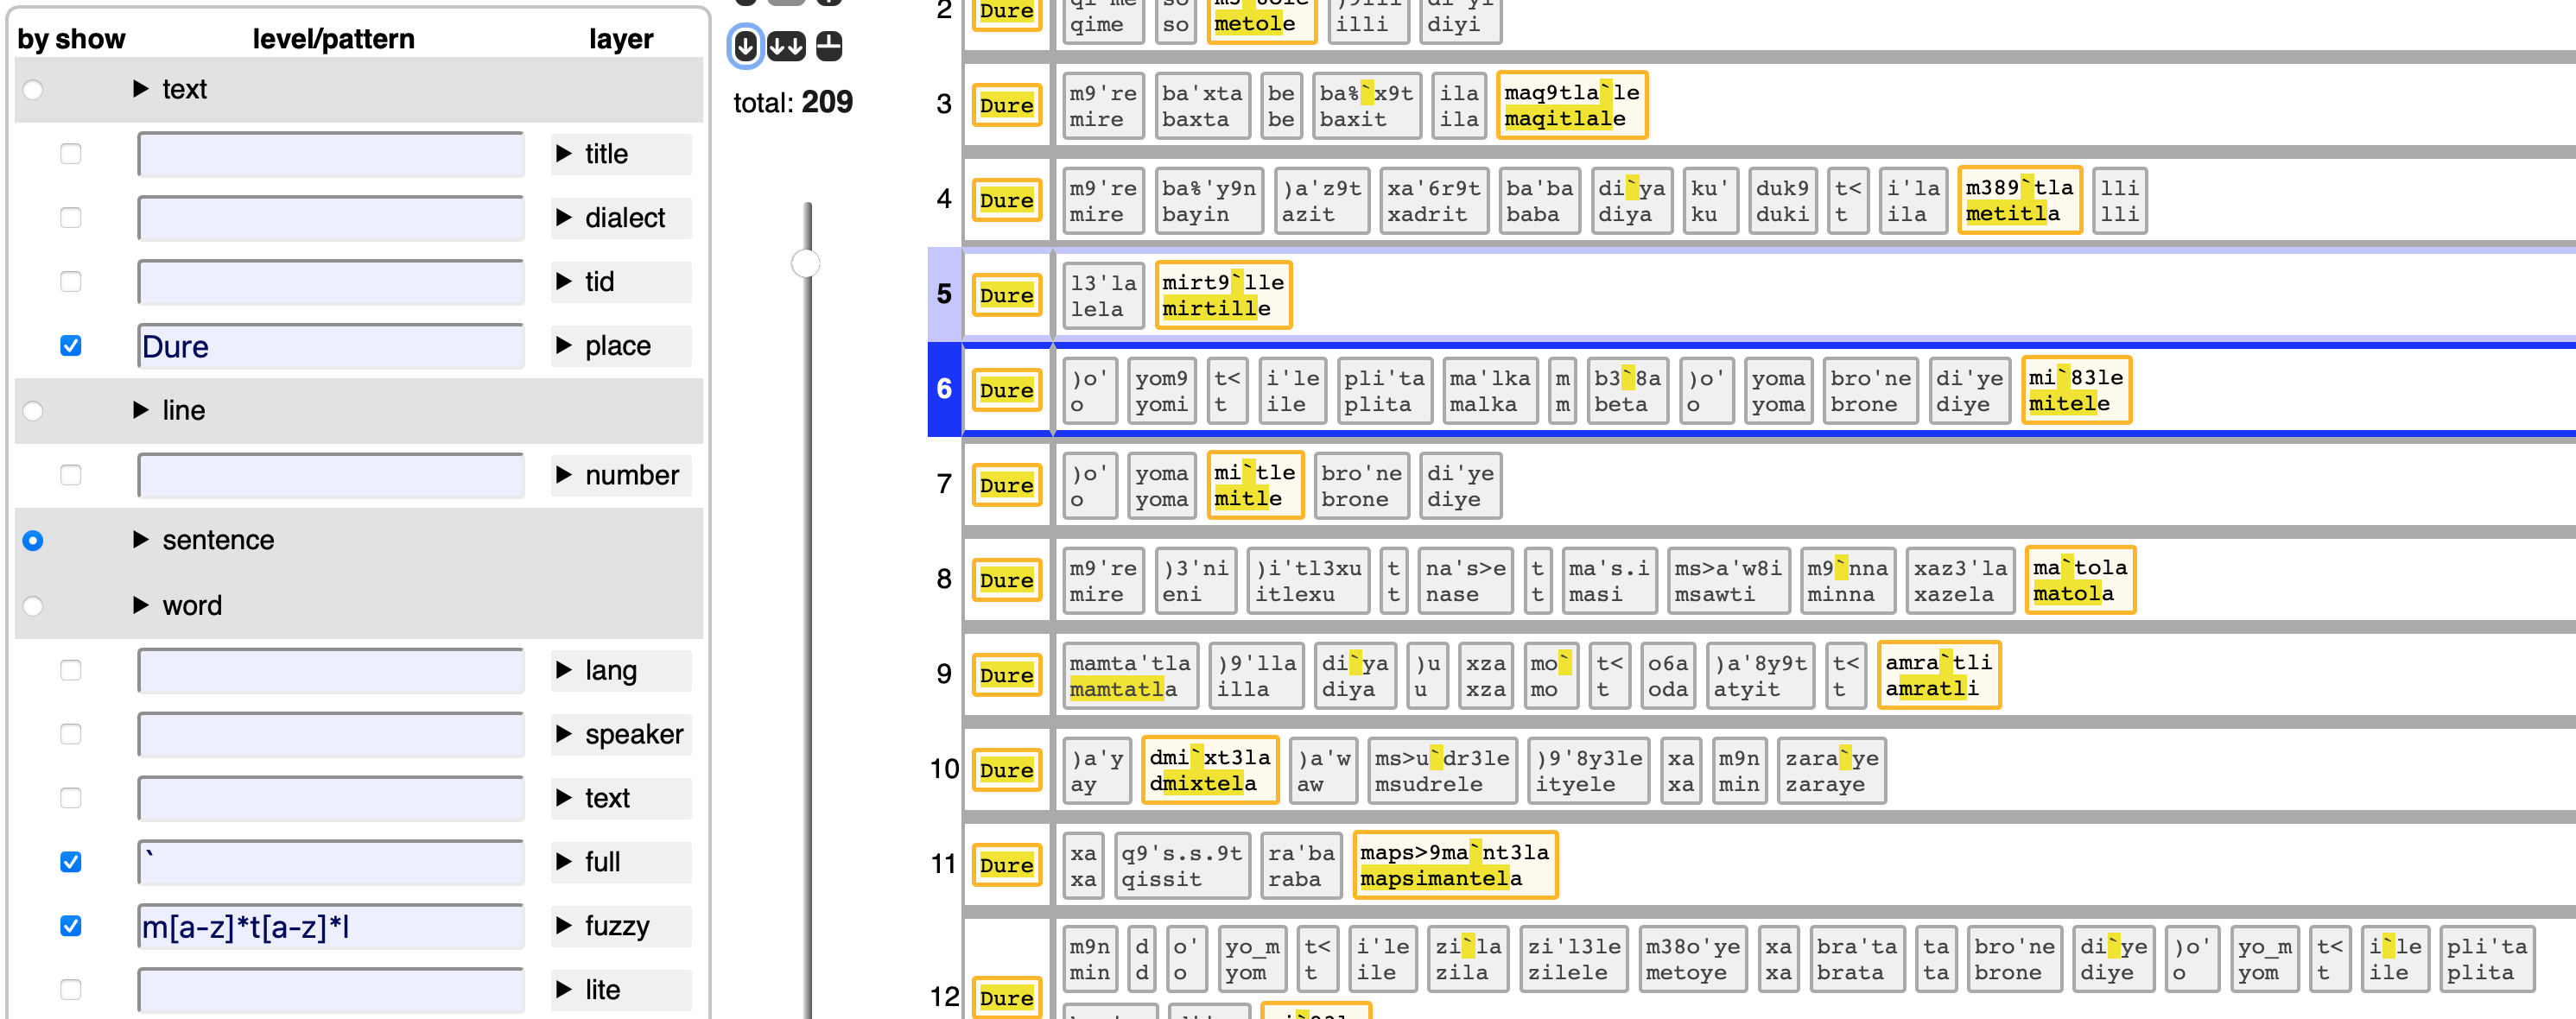 by show level/pattern layer
▶ text
▶ title
▶ dialect
▶ tid
Dure ▶ place
▶ line
▶ number
▶ sentence
▶ word
▶ lang
▶ speaker
▶ text
` ▶ full
m[a-z]*t[a-z]*l ▶ fuzzy
▶ lite
total: 209
2 Dure
qime so metole illi diyi
3 Dure
m9're ba'xta be ba%`x9t ila maq9tla`le
mire baxta be baxit ila maqitlale
4 Dure
m9're ba%'y9n )a'z9t xa'6r9t ba'ba di`ya ku' duk9 t< i'la m389`tla lli
mire bayin azit xadrit baba diya ku duki t ila metitla lli
5 Dure
l3'la mirt9`lle
lela mirtille
6 Dure
)o' yom9 t< i'le pli'ta ma'lka m b3`8a )o' yoma bro'ne di'ye mi`83le
o yomi t ile plita malka m beta o yoma brone diye mitele
7 Dure
)o' yoma mi`tle bro'ne di'ye
o yoma mitle brone diye
8 Dure
m9're )3'ni )i'tl3xu t na's>e t ma's.i ms>a'w8i m9`nna xaz3'la ma`tola
mire eni itlexu t nase t masi msawti minna xazela matola
9 Dure
mamta'tla )9'lla di`ya )u xza mo` t< o6a )a'8y9t t< amra`tli
mamtatla illa diya u xza mo t oda atyit t amratli
10 Dure
)a'y dmi`xt3la )a'w ms>u`dr3le )9'8y3le xa m9n zara`ye
ay dmixtela aw msudrele ityele xa min zaraye
11 Dure
xa q9's.s.9t ra'ba maps>9ma`nt3la
xa qissit raba mapsimantela
12 Dure
m9n d o' yo_m t< i'le zi`la zi'l3le m38o'ye xa bra'ta ta bro'ne di`ye )o' yo_m t< i`le pli'ta
min d o yom t ile zila zilele metoye xa brata ta brone diye o yom t ile plita